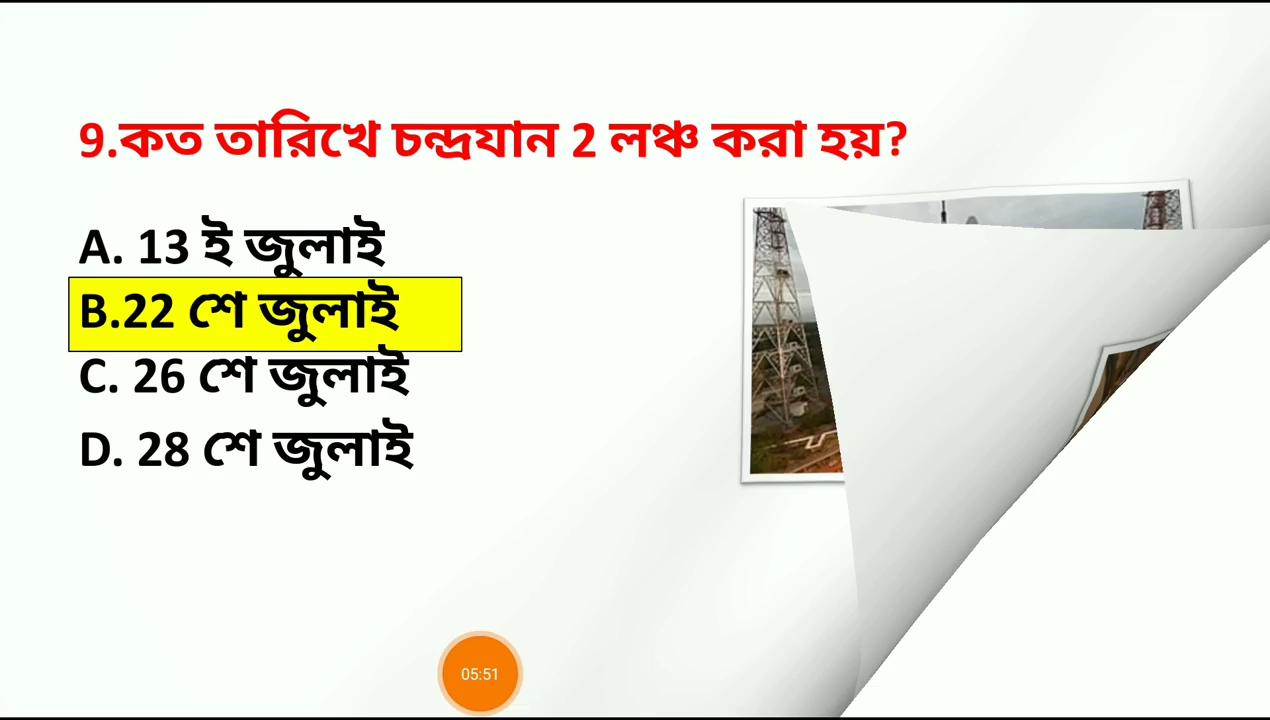 9.কত তারিখে চন্দ্রযান 2 লঞ্চ করা হয়?
A. 13 ই জুলাই
B.22 শে জুলাই
C. 26 শে জুলাই
D. 28 শে জুলাই
05:51